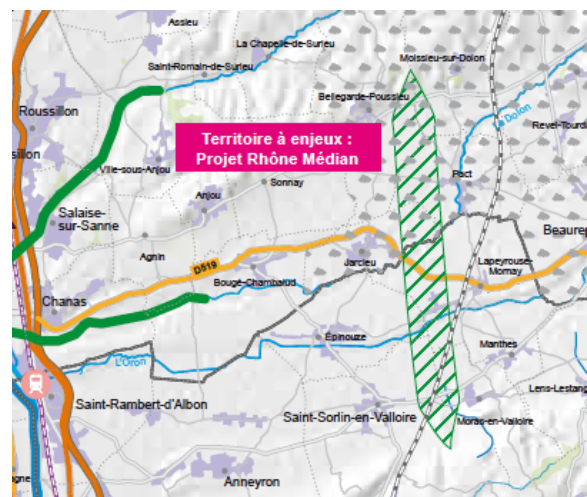 Assieu
La Chapelle-de-Surieu
Saint-Romain-de-Surieu
Moissieu-sur-Dolon
Roussillon
Bellegarde-Poussieu
Le Dolon
Revel-Tourdi
Territoire à enjeux :
Projet Rhône Médian
sillon
Ville-sous-Anjou
Pact
Sonnay
Anjou
Salaise-
sur-Sanne
Beaurep
Agnin
D519
Jarcieu
Lapeyrouse-
Mornay
Bougé-Chambalud
Chanas
Épinouze
Manthes
L'Oron
Lens-Lestang
Saint-Rambert-d'Albon
Saint-Sorlin-en-Valloire
Moras-en-Valloire
Anneyron
agne